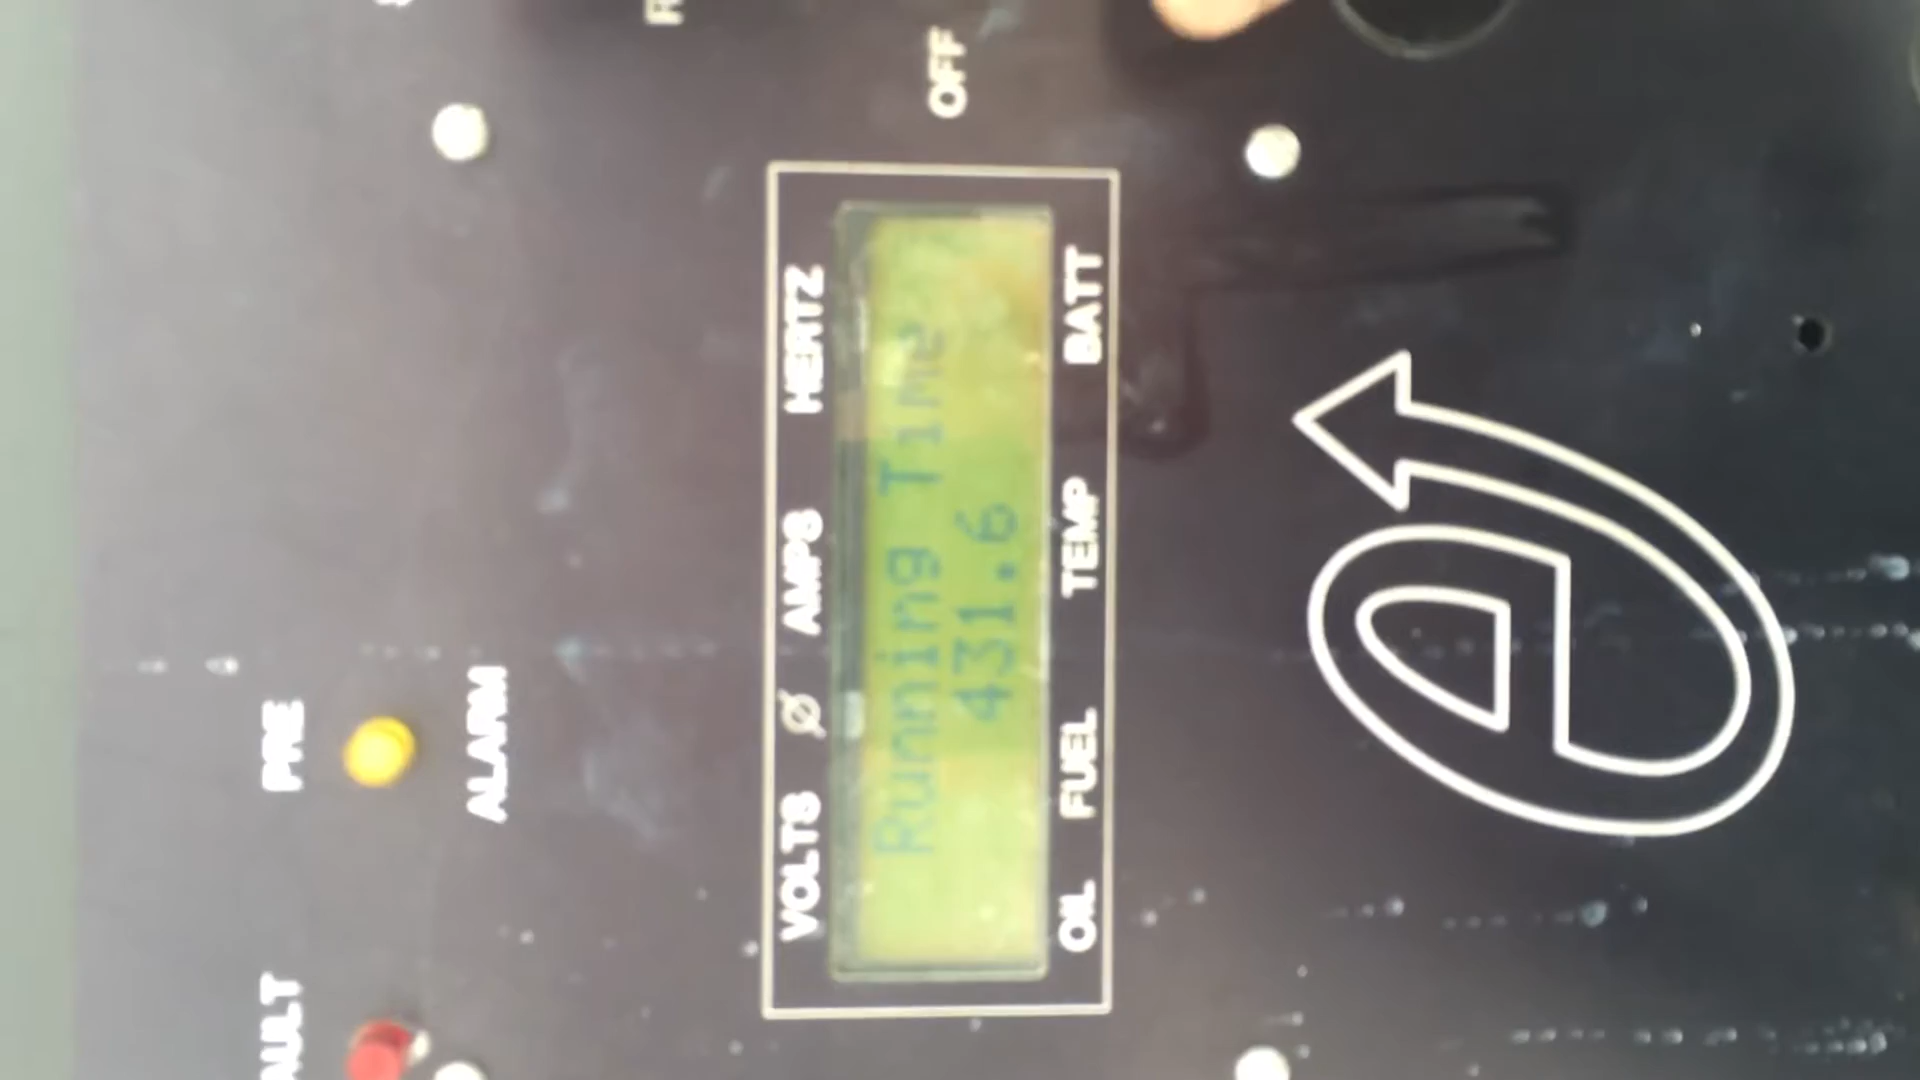 OFF
PRE
ALARM
VOLTS Ø AMPS HERTZ
Running Time
431.6
OIL FUEL TEMP BATT